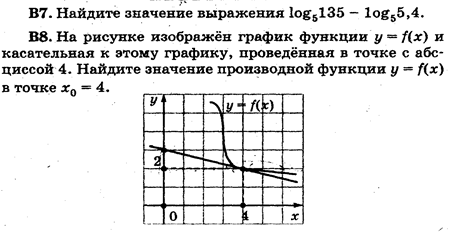 В7. Найдите значение выражения log₅135 − log₅5,4.
В8. На рисунке изображён график функции y = f(x) и
касательная к этому графику, проведённая в точке с абс-
циссой 4. Найдите значение производной функции y = f(x)
в точке x₀ = 4.
y
y = f(x)
2
0
4
x